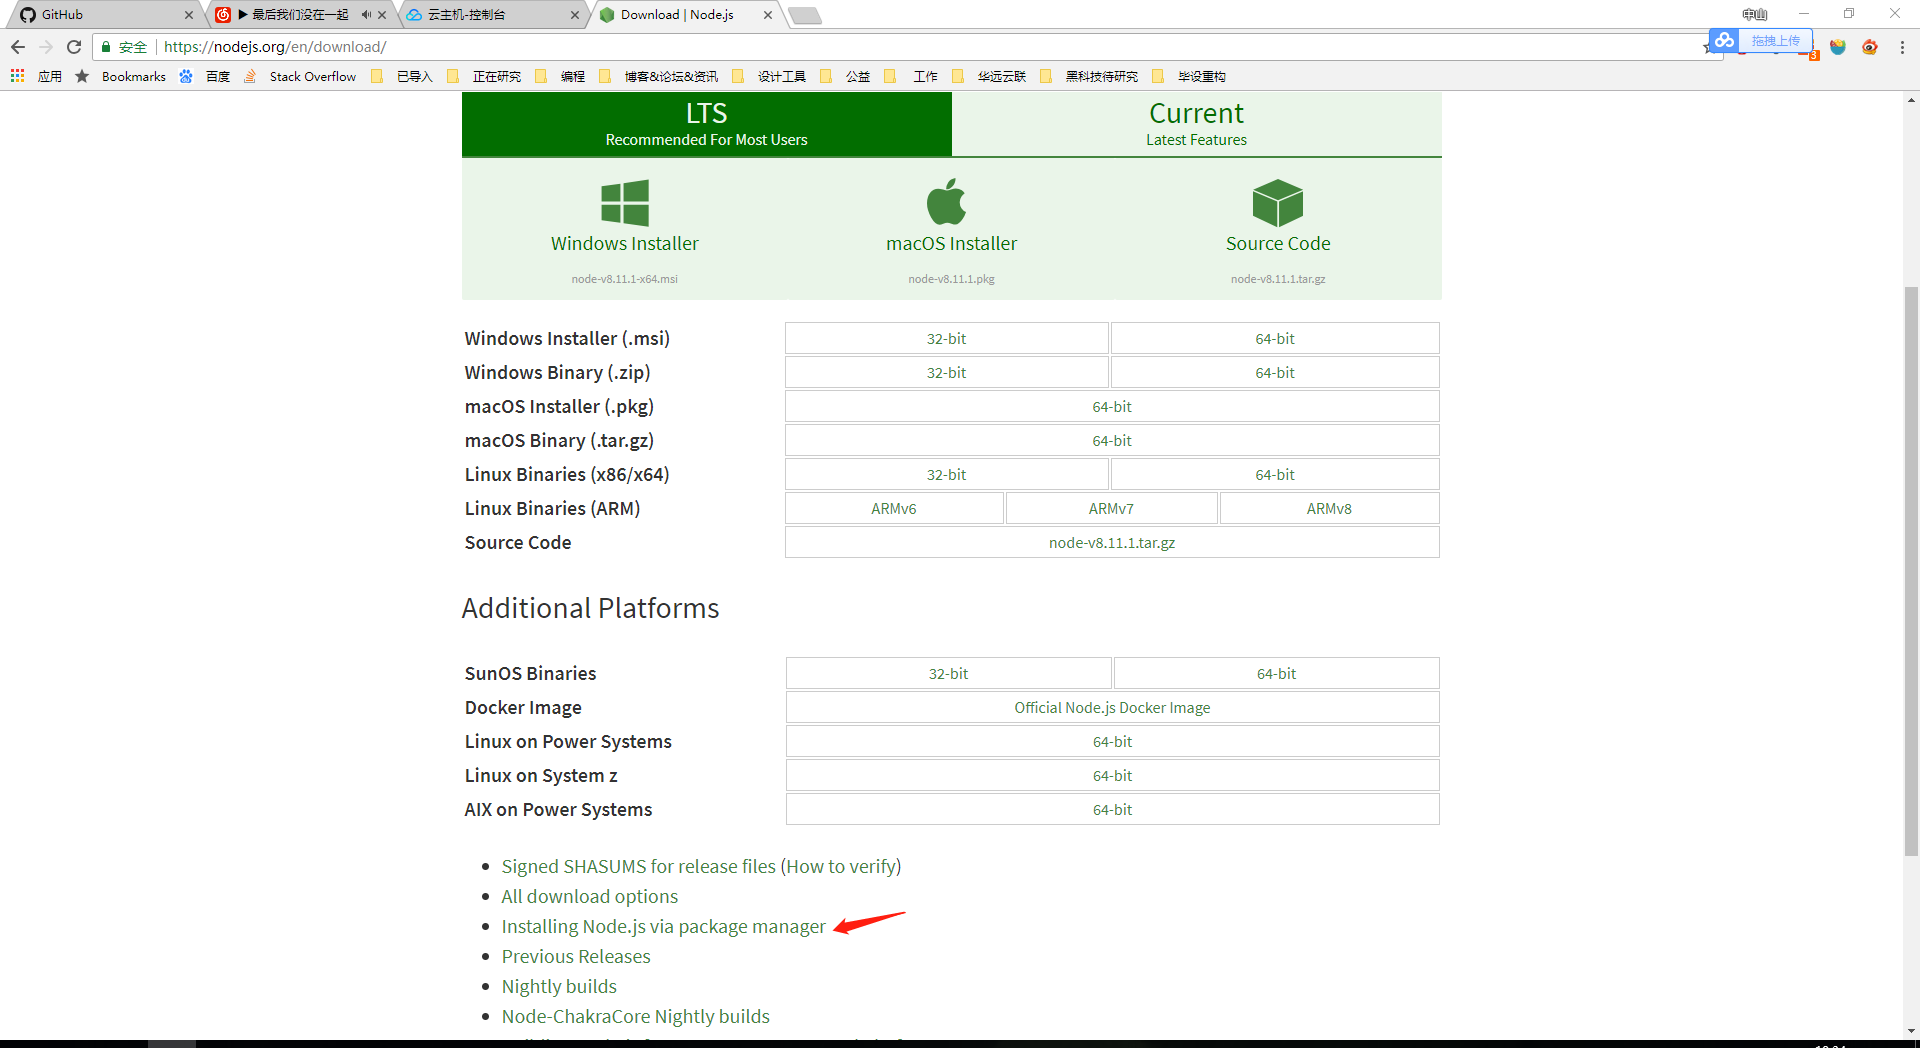 GitHub
▶ 最后我们没在一起
云主机-控制台
Download | Node.js
中山
安全
https://nodejs.org/en/download/
拖拽上传
3
应用
Bookmarks
百度
Stack Overflow
已导入
正在研究
编程
博客&论坛&资讯
设计工具
公益
工作
华远云联
黑科技待研究
毕设重构
LTS
Recommended For Most Users
Current
Latest Features
Windows Installer
node-v8.11.1-x64.msi
macOS Installer
node-v8.11.1.pkg
Source Code
node-v8.11.1.tar.gz
Windows Installer (.msi)
32-bit
64-bit
Windows Binary (.zip)
32-bit
64-bit
macOS Installer (.pkg)
64-bit
macOS Binary (.tar.gz)
64-bit
Linux Binaries (x86/x64)
32-bit
64-bit
Linux Binaries (ARM)
ARMv6
ARMv7
ARMv8
Source Code
node-v8.11.1.tar.gz
Additional Platforms
SunOS Binaries
32-bit
64-bit
Docker Image
Official Node.js Docker Image
Linux on Power Systems
64-bit
Linux on System z
64-bit
AIX on Power Systems
64-bit
Signed SHASUMS for release files (How to verify)
All download options
Installing Node.js via package manager
Previous Releases
Nightly builds
Node-ChakraCore Nightly builds